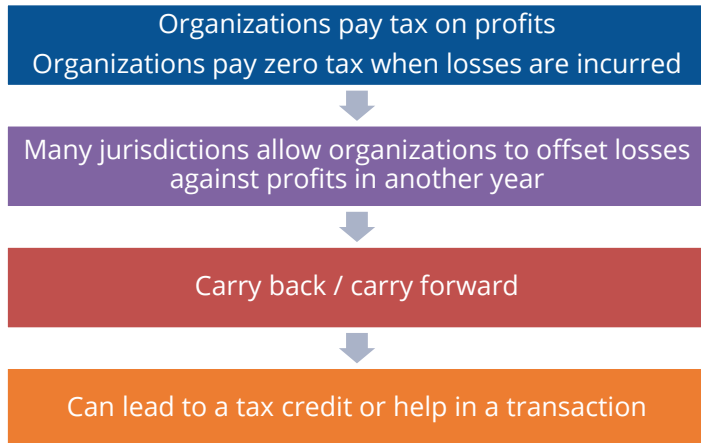 Organizations pay tax on profits
Organizations pay zero tax when losses are incurred
Many jurisdictions allow organizations to offset losses
against profits in another year
Carry back / carry forward
Can lead to a tax credit or help in a transaction